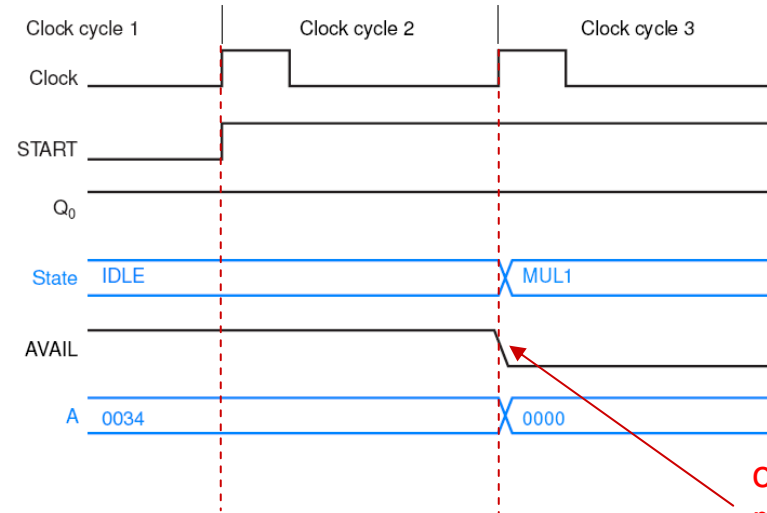 Clock cycle 1 Clock cycle 2 Clock cycle 3
Clock
START
Q₀
State IDLE MUL1
AVAIL
A 0034 0000